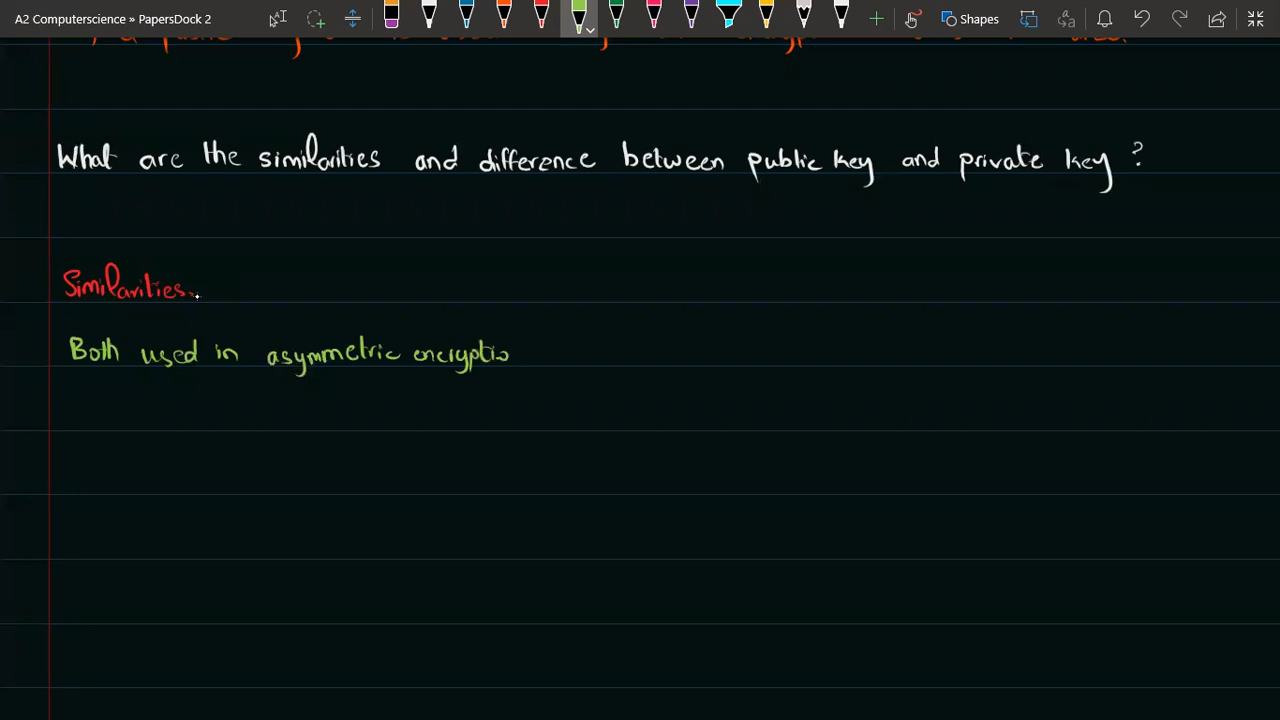 A2 Computerscience » PapersDock 2
Shapes
What are the similarities and difference between public key and private key ?
Similarities.
Both used in asymmetric encryptio